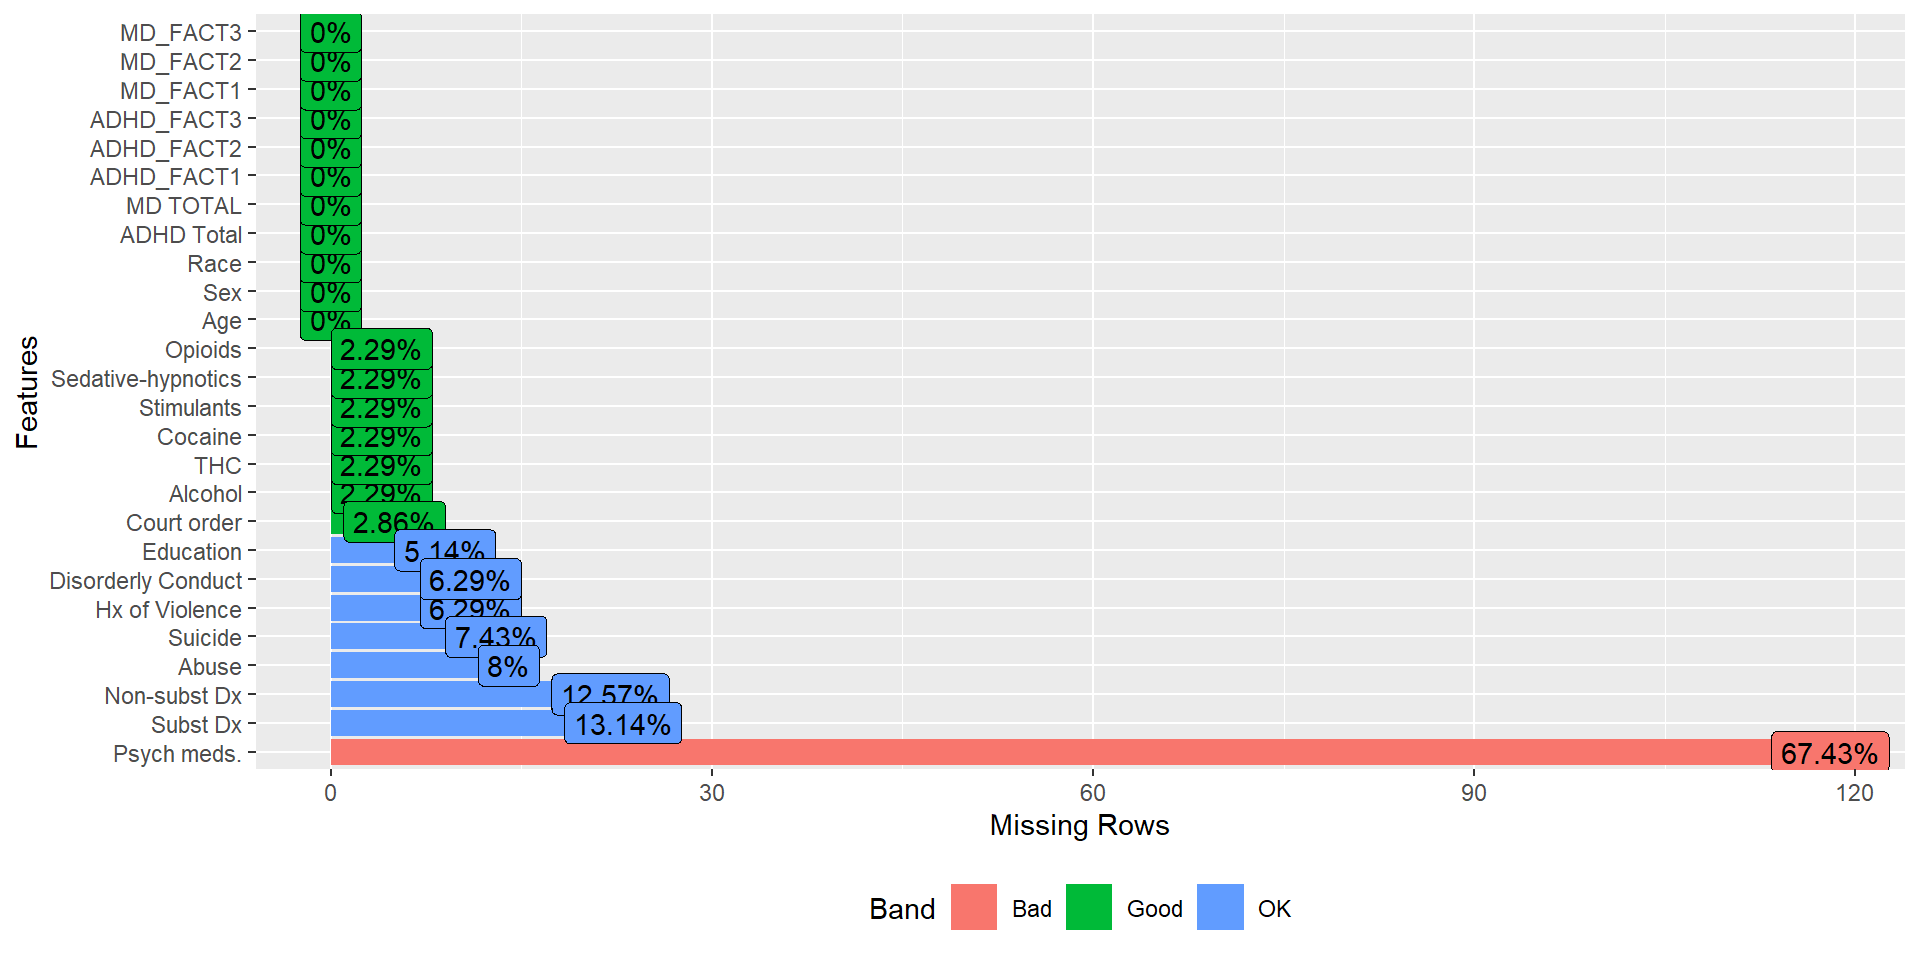 MD_FACT3 0%
MD_FACT2 0%
MD_FACT1 0%
ADHD_FACT3 0%
ADHD_FACT2 0%
ADHD_FACT1 0%
MD TOTAL 0%
ADHD Total 0%
Race 0%
Sex 0%
Age 0%
Opioids 2.29%
Sedative-hypnotics 2.29%
Stimulants 2.29%
Cocaine 2.29%
THC 2.29%
Alcohol 2.29%
Court order 2.86%
Education 5.14%
Disorderly Conduct 6.29%
Hx of Violence 6.29%
Suicide 7.43%
Abuse 8%
Non-subst Dx 12.57%
Subst Dx 13.14%
Psych meds. 67.43%
Features
0 30 60 90 120
Missing Rows
Band Bad Good OK